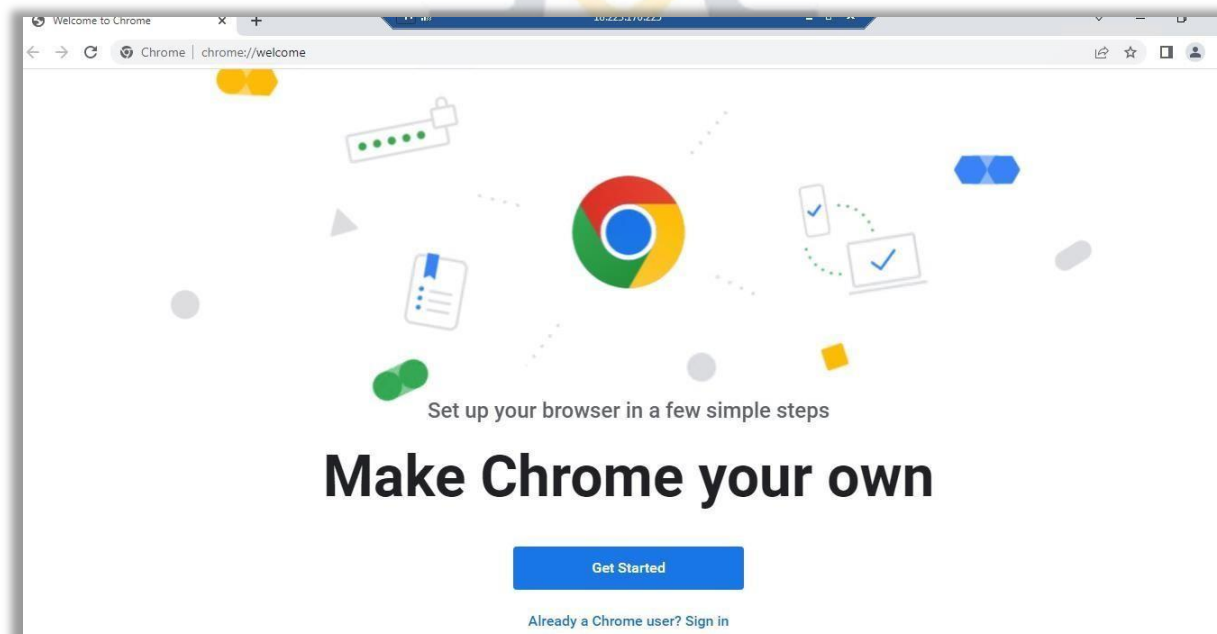 Welcome to Chrome
Chrome | chrome://welcome
Set up your browser in a few simple steps
Make Chrome your own
Get Started
Already a Chrome user? Sign in